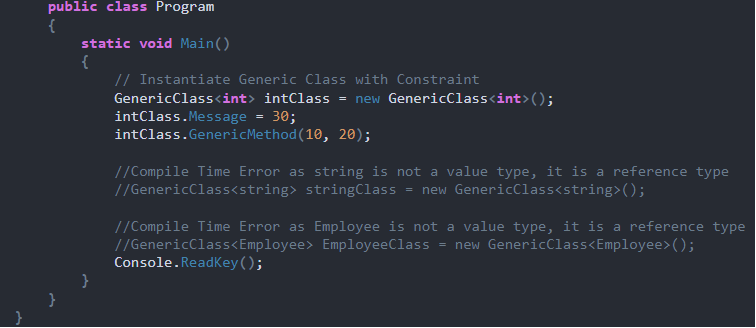 public class Program
{
static void Main()
{
// Instantiate Generic Class with Constraint
GenericClass<int> intClass = new GenericClass<int>();
intClass.Message = 30;
intClass.GenericMethod(10, 20);
//Compile Time Error as string is not a value type, it is a reference type
//GenericClass<string> stringClass = new GenericClass<string>();
//Compile Time Error as Employee is not a value type, it is a reference type
//GenericClass<Employee> EmployeeClass = new GenericClass<Employee>();
Console.ReadKey();
}
}
}